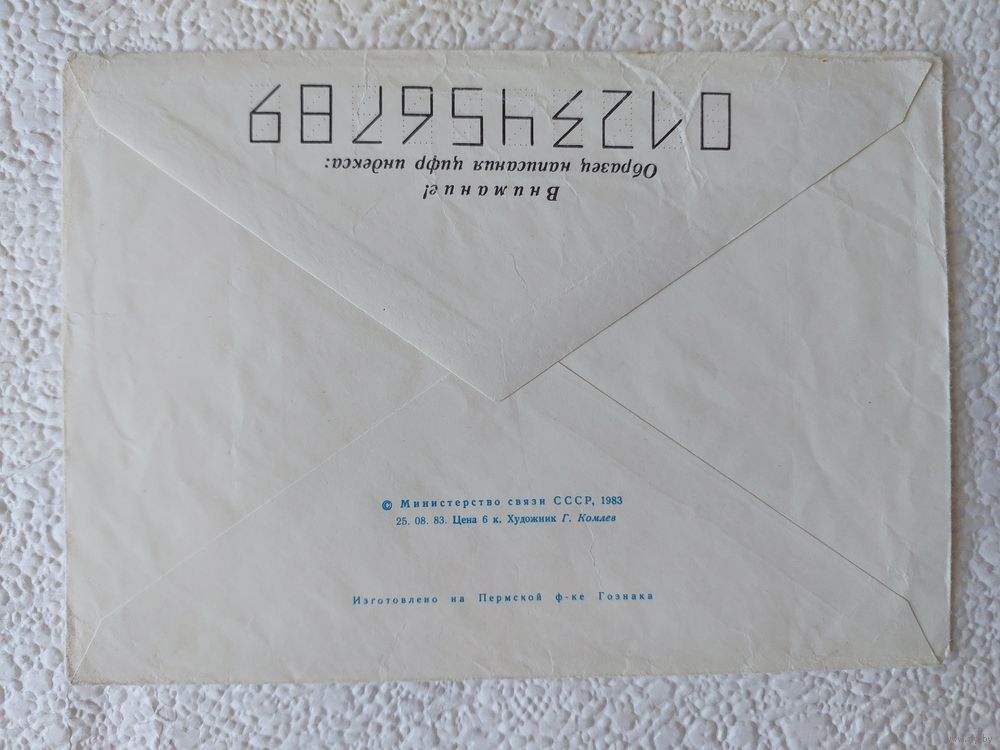 Внимание!
Образец написания цифр индекса:
0123456789
© Министерство связи СССР, 1983
25. 08. 83. Цена 6 к. Художник Г. Комлев
Изготовлено на Пермской ф-ке Гознака